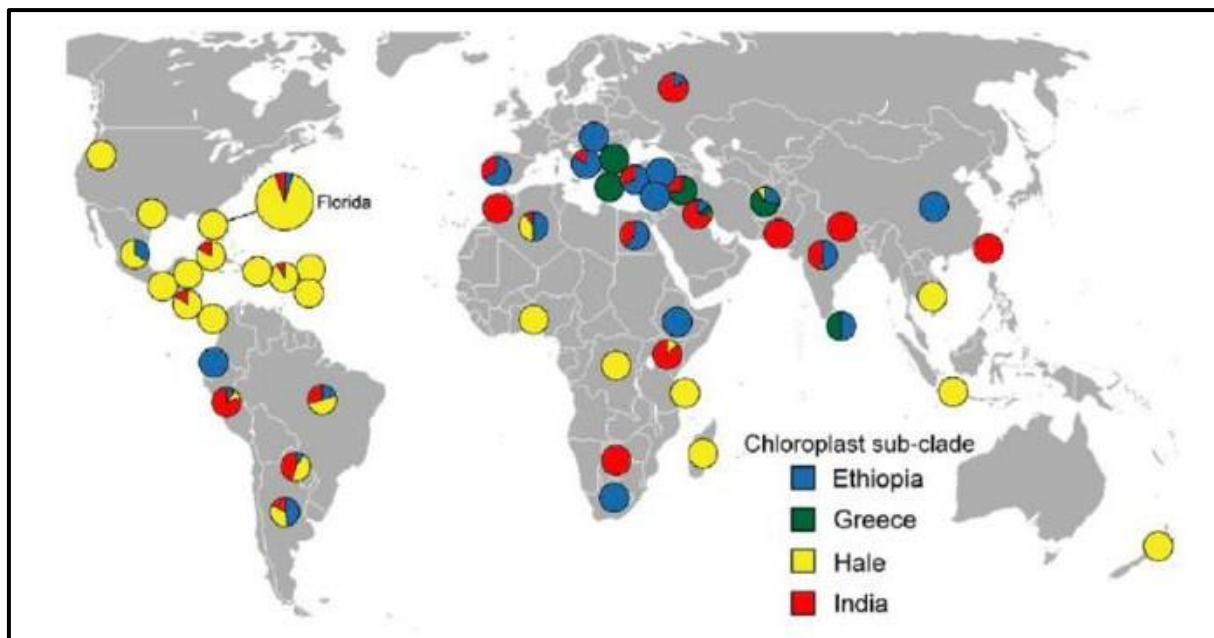 Florida
Chloroplast sub-clade
Ethiopia
Greece
Hale
India